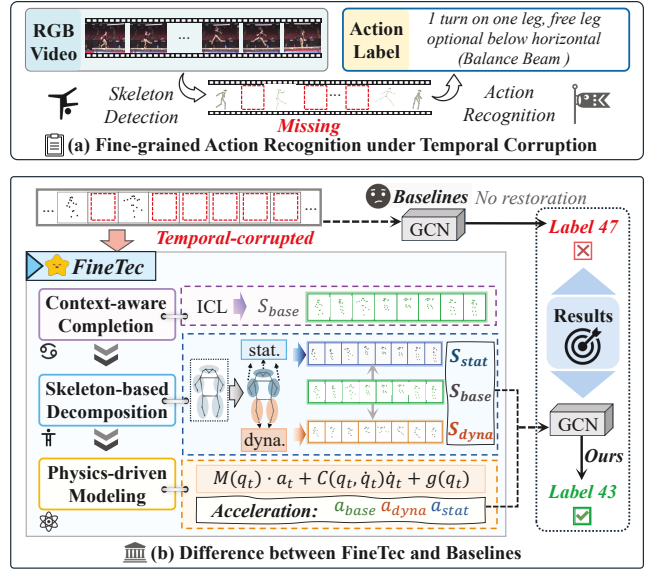 RGB
Video
...
Action
Label
1 turn on one leg, free leg
optional below horizontal
(Balance Beam )
Skeleton
Detection
...
Missing
Action
Recognition
(a) Fine-grained Action Recognition under Temporal Corruption
...
...
Temporal-corrupted
Baselines
No restoration
GCN
Label 47
FineTec
Context-aware
Completion
ICL
S_base
Results
Skeleton-based
Decomposition
stat.
dyna.
S_stat
S_base
S_dyna
GCN
Ours
Label 43
Physics-driven
Modeling
M(q_t) · a_t + C(q_t, q̇_t)q̇_t + g(q_t)
Acceleration: a_base a_dyna a_stat
(b) Difference between FineTec and Baselines